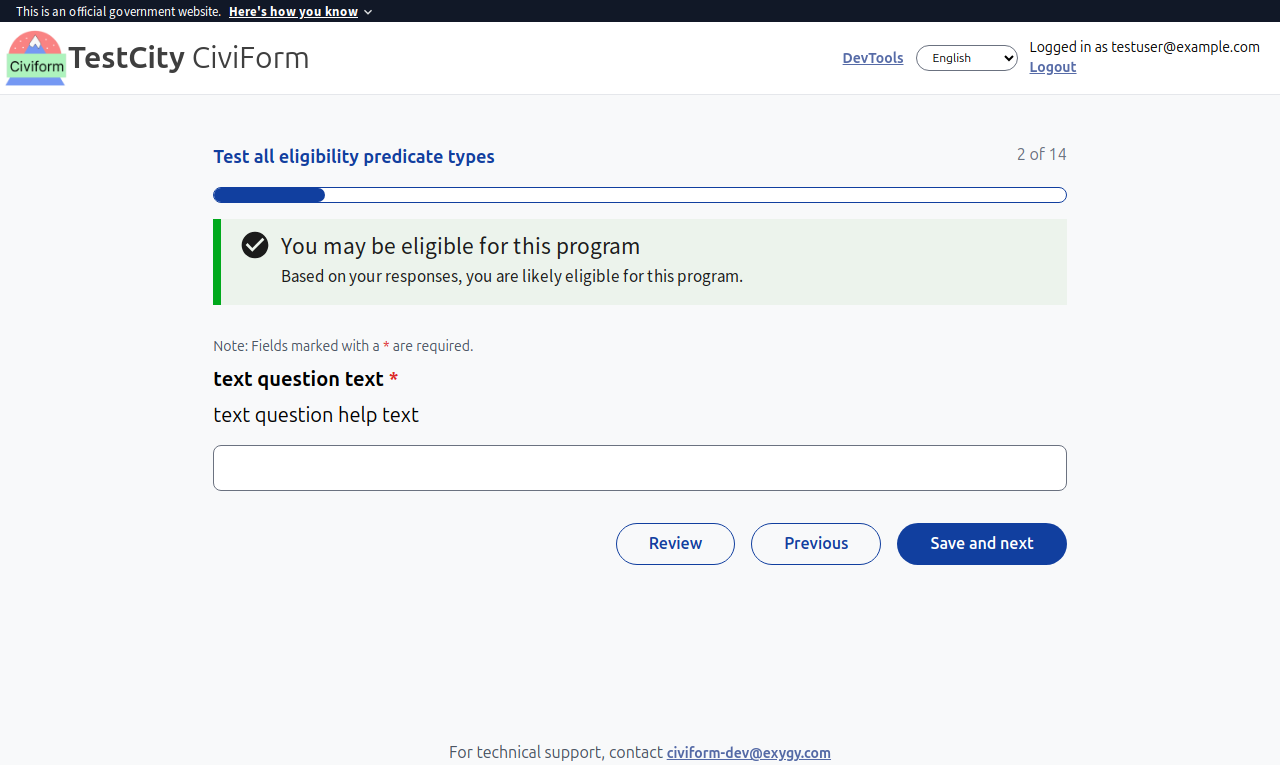 This is an official government website. Here's how you know
Civiform TestCity CiviForm
DevTools
English
Logged in as testuser@example.com
Logout
Test all eligibility predicate types
2 of 14
You may be eligible for this program
Based on your responses, you are likely eligible for this program.
Note: Fields marked with a * are required.
text question text *
text question help text
Review
Previous
Save and next
For technical support, contact civiform-dev@exygy.com